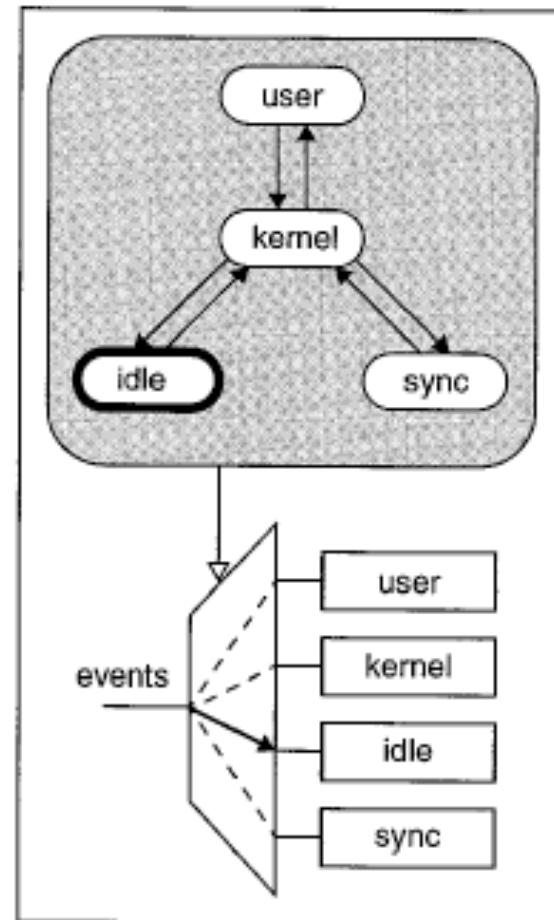 user
kernel
idle
sync
user
kernel
events
idle
sync